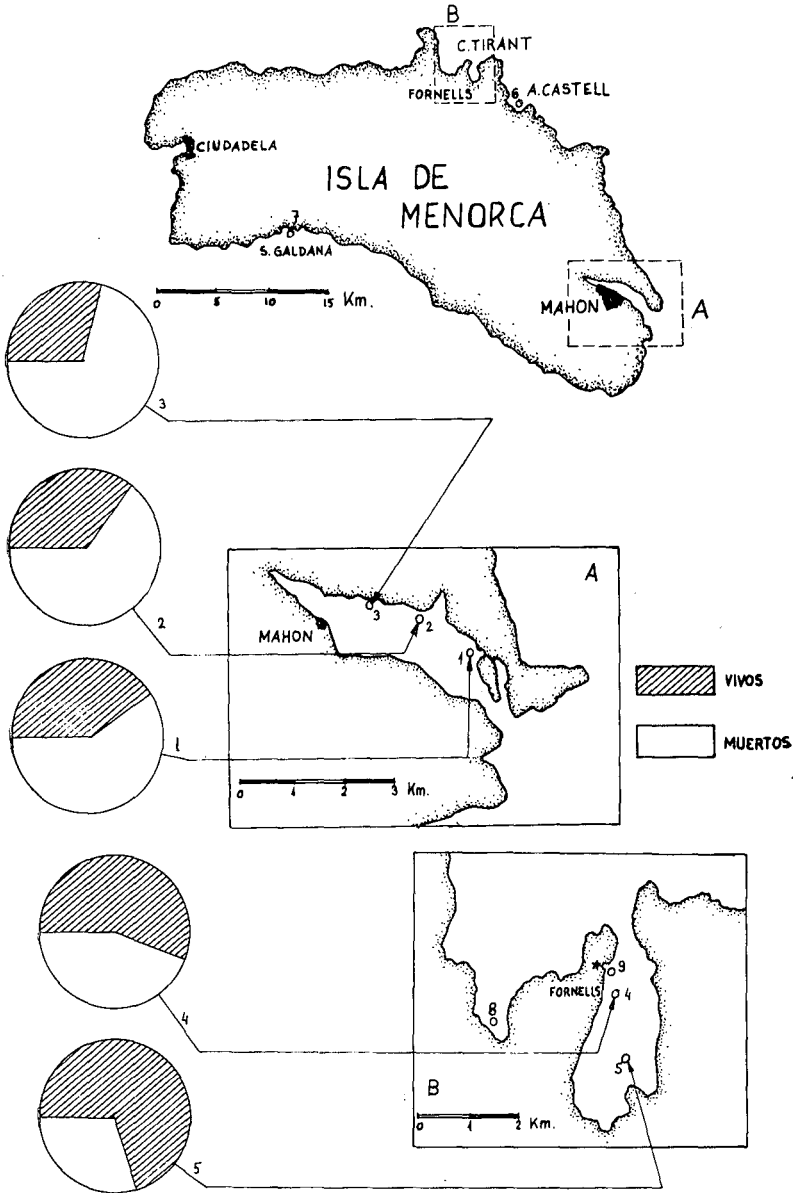 B
C. TIRANT
FORNELLS
6 A. CASTELL
CIUDADELA
ISLA DE
MENORCA
7
S. GALDANA
0 5 10 15 Km.
MAHON
A
3
A
3
2
MAHON
1
2
VIVOS
1
MUERTOS
0 1 2 3 Km.
9
FORNELLS
4
8
5
4
B
0 1 2 Km.
5